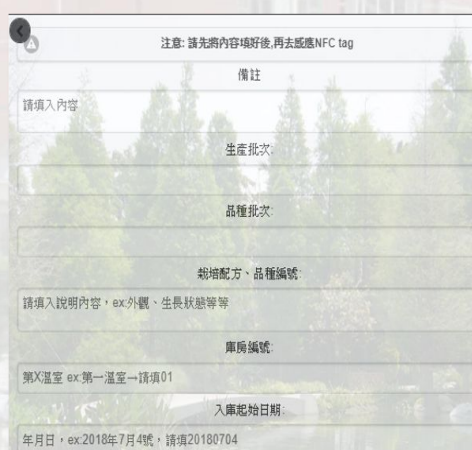 注意: 請先將內容填好後,再去感應NFC tag
備註
請填入內容
生產批次:
品種批次:
栽培配方、品種編號:
請填入說明內容，ex:外觀、生長狀態等等
庫房編號:
第X溫室 ex:第一溫室→請填01
入庫起始日期:
年月日，ex:2018年7月4號，請填20180704